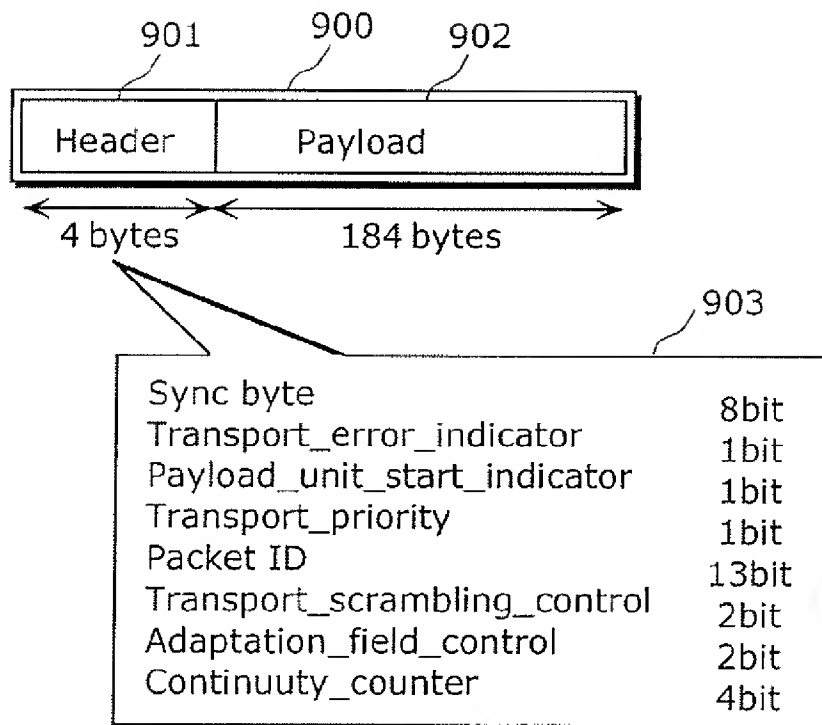 901 900 902
Header Payload
4 bytes 184 bytes
903
Sync byte 8bit
Transport_error_indicator 1bit
Payload_unit_start_indicator 1bit
Transport_priority 1bit
Packet ID 13bit
Transport_scrambling_control 2bit
Adaptation_field_control 2bit
Continuuty_counter 4bit